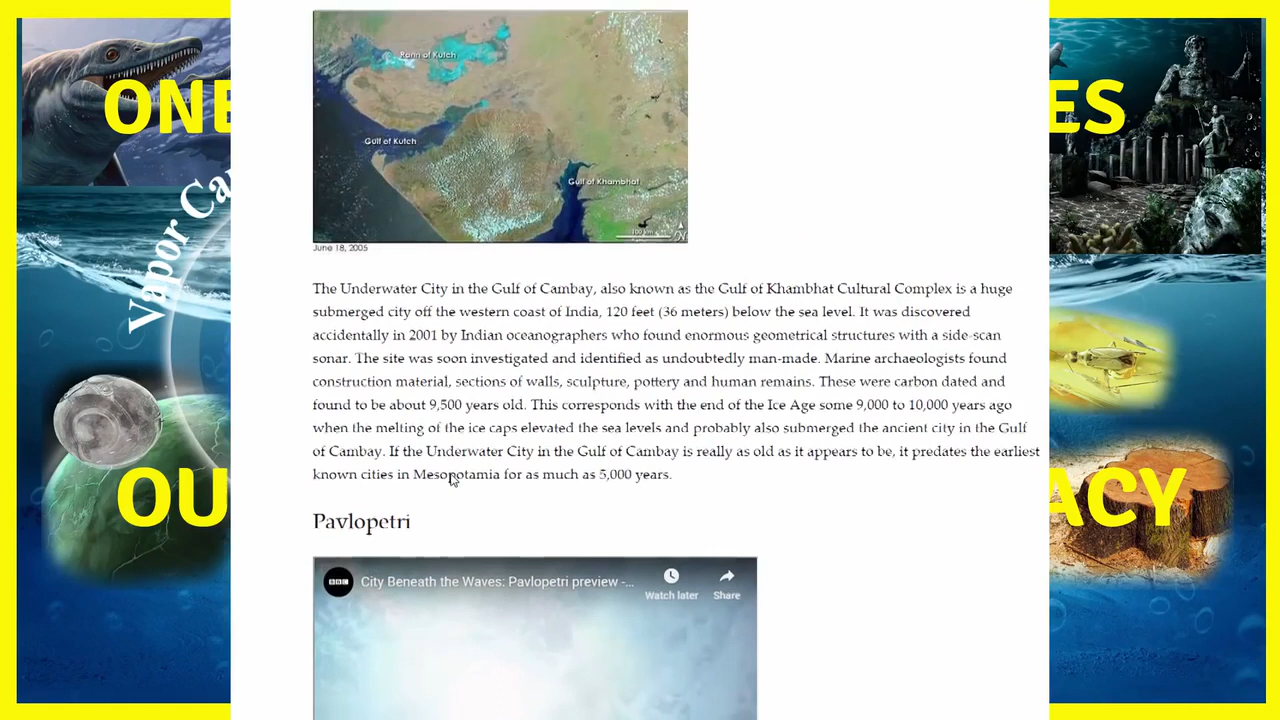 ONE
ES
Vapor Ca
OU
ACY
Rann of Kutch
Gulf of Kutch
Gulf of Khambhat
100 km
N
June 18, 2005
The Underwater City in the Gulf of Cambay, also known as the Gulf of Khambhat Cultural Complex is a huge
submerged city off the western coast of India, 120 feet (36 meters) below the sea level. It was discovered
accidentally in 2001 by Indian oceanographers who found enormous geometrical structures with a side-scan
sonar. The site was soon investigated and identified as undoubtedly man-made. Marine archaeologists found
construction material, sections of walls, sculpture, pottery and human remains. These were carbon dated and
found to be about 9,500 years old. This corresponds with the end of the Ice Age some 9,000 to 10,000 years ago
when the melting of the ice caps elevated the sea levels and probably also submerged the ancient city in the Gulf
of Cambay. If the Underwater City in the Gulf of Cambay is really as old as it appears to be, it predates the earliest
known cities in Mesopotamia for as much as 5,000 years.
Pavlopetri
BBC
City Beneath the Waves: Pavlopetri preview -...
Watch later
Share